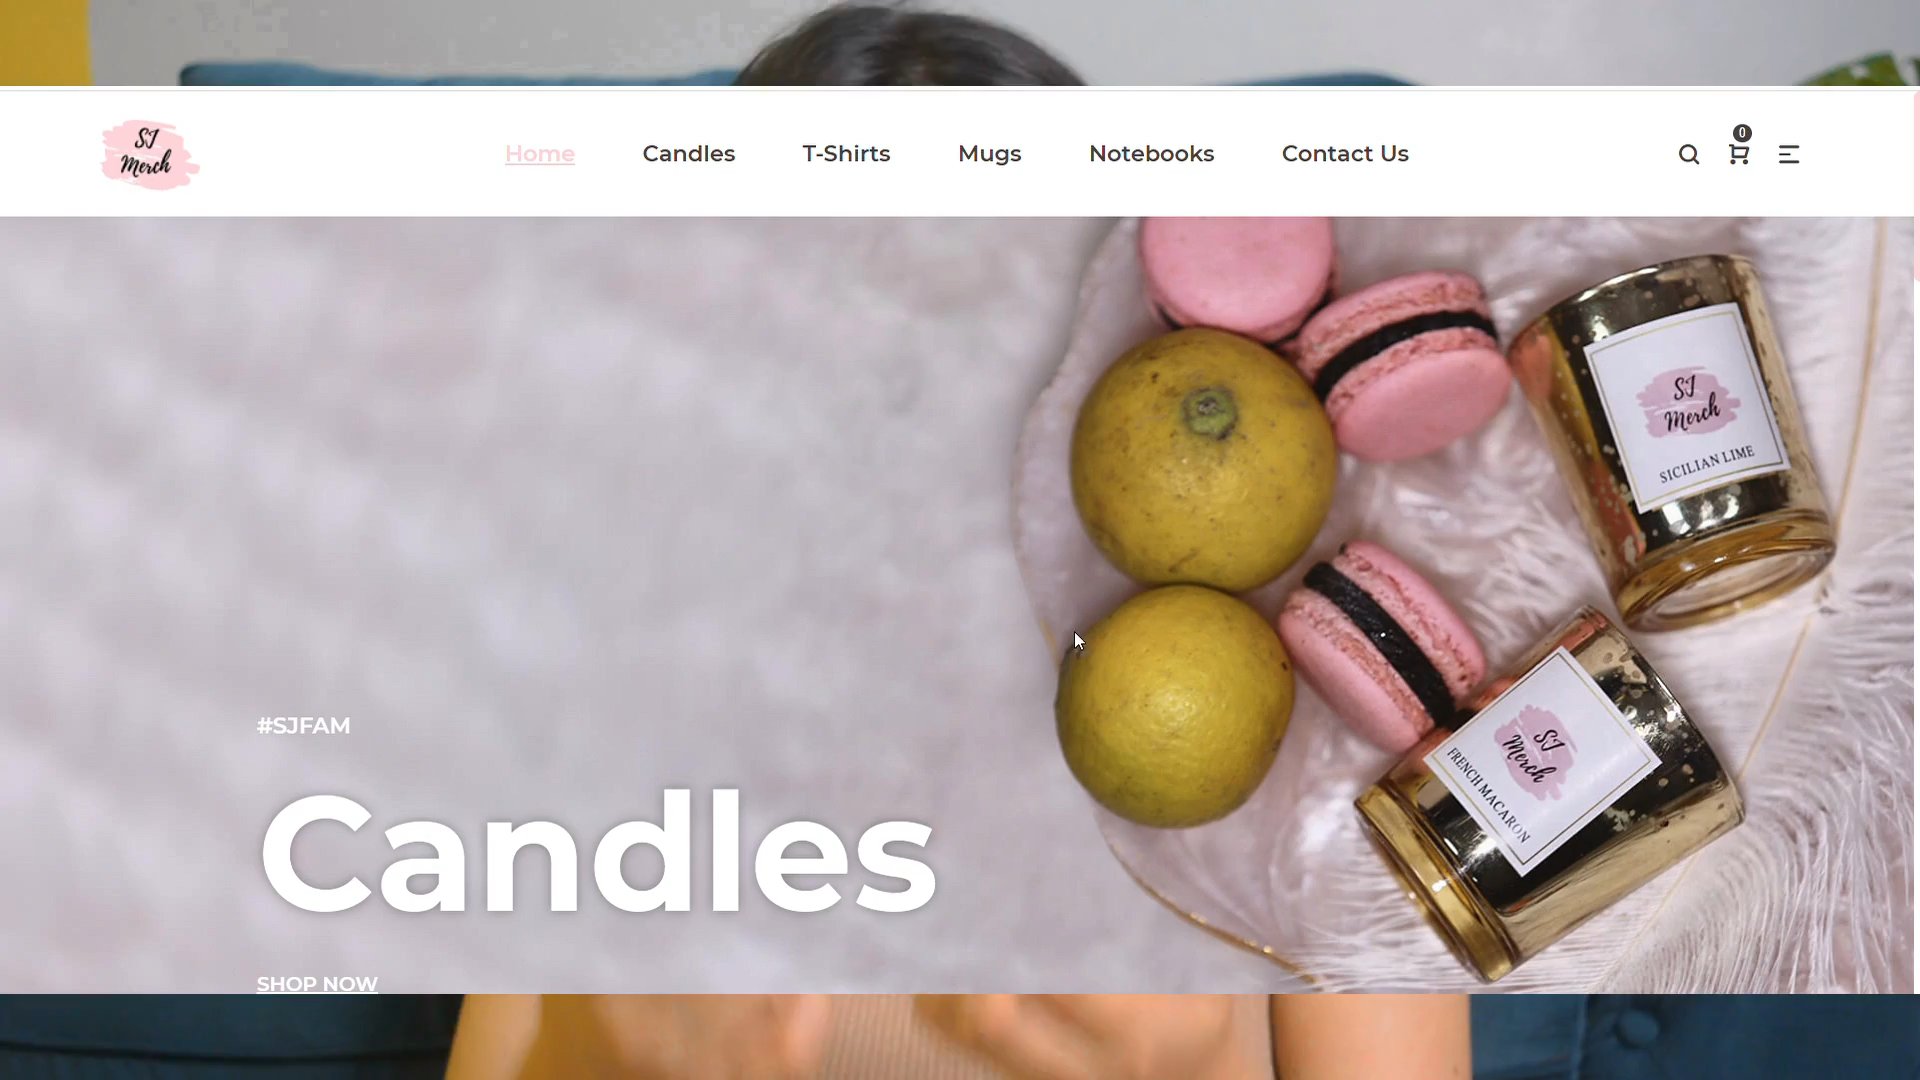 SJ
Merch
Home
Candles
T-Shirts
Mugs
Notebooks
Contact Us
0
SJ
Merch
SICILIAN LIME
SJ
Merch
FRENCH MACARON
#SJFAM
Candles
SHOP NOW